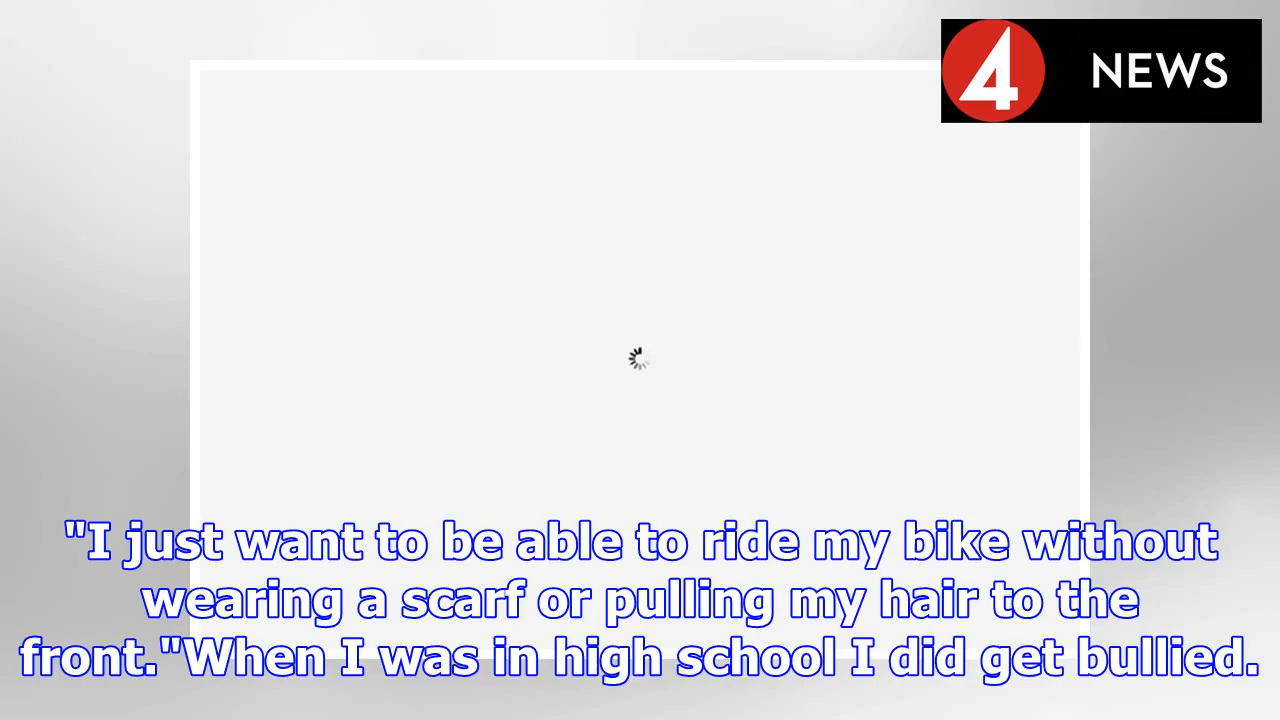 4 NEWS
"I just want to be able to ride my bike without
wearing a scarf or pulling my hair to the
front."When I was in high school I did get bullied.